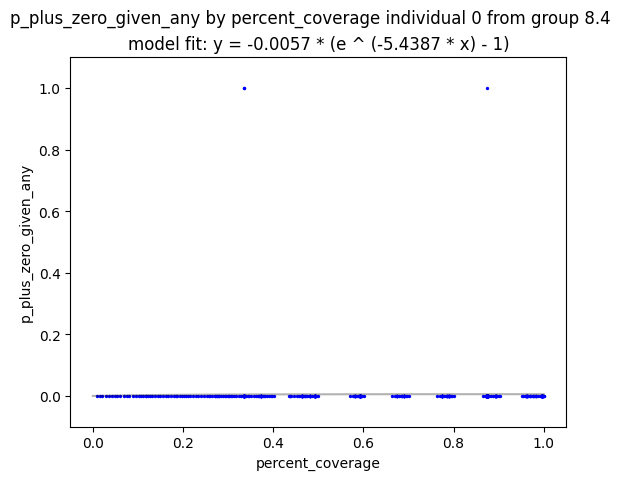 p_plus_zero_given_any by percent_coverage individual 0 from group 8.4
model fit: y = -0.0057 * (e ^ (-5.4387 * x) - 1)
1.0
0.8
0.6
0.4
0.2
0.0
p_plus_zero_given_any
0.0 0.2 0.4 0.6 0.8 1.0
percent_coverage